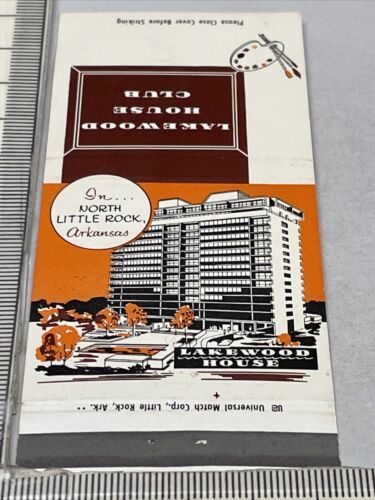 Please Close Cover Before Striking
LAKEWOOD
HOUSE
CLUB
In...
NORTH
LITTLE ROCK,
Arkansas
LAKEWOOD
HOUSE
Universal Match Corp., Little Rock, Ark. **